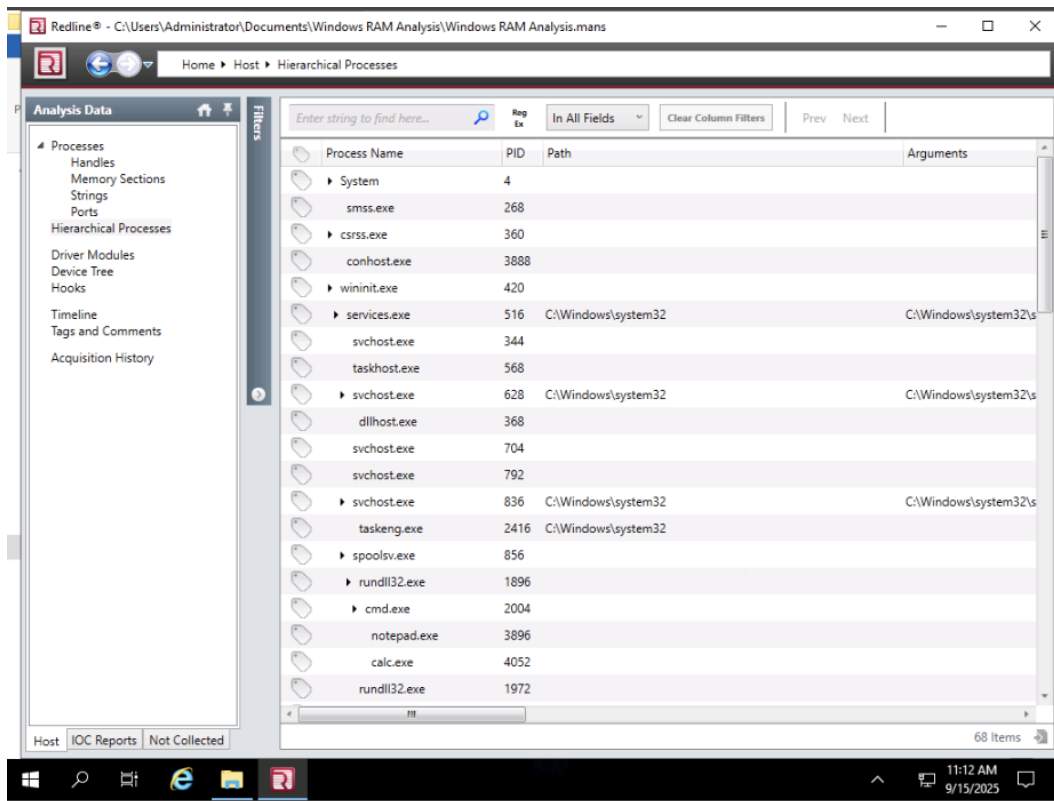 Redline® - C:\Users\Administrator\Documents\Windows RAM Analysis\Windows RAM Analysis.mans
Home ▸ Host ▸ Hierarchical Processes
Analysis Data
Filters
Enter string to find here...
Reg Ex
In All Fields
Clear Column Filters
Prev Next
Processes
Handles
Memory Sections
Strings
Ports
Hierarchical Processes
Driver Modules
Device Tree
Hooks
Timeline
Tags and Comments
Acquisition History
Process Name PID Path Arguments
System 4
smss.exe 268
csrss.exe 360
conhost.exe 3888
wininit.exe 420
services.exe 516 C:\Windows\system32 C:\Windows\system32\s
svchost.exe 344
taskhost.exe 568
svchost.exe 628 C:\Windows\system32 C:\Windows\system32\s
dllhost.exe 368
svchost.exe 704
svchost.exe 792
svchost.exe 836 C:\Windows\system32 C:\Windows\system32\s
taskeng.exe 2416 C:\Windows\system32
spoolsv.exe 856
rundll32.exe 1896
cmd.exe 2004
notepad.exe 3896
calc.exe 4052
rundll32.exe 1972
Host IOC Reports Not Collected
68 Items
11:12 AM
9/15/2025